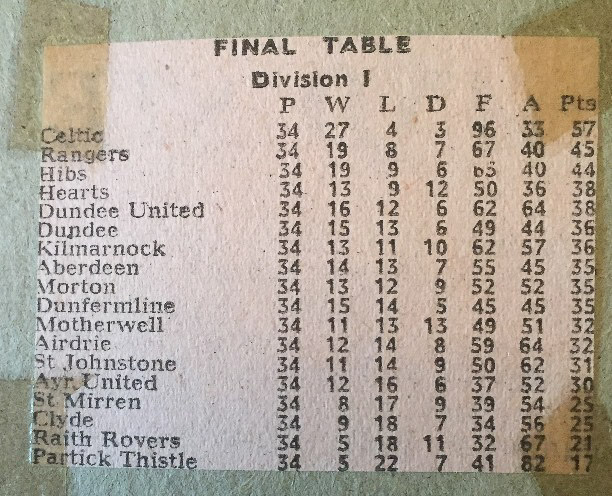 FINAL TABLE
Division I
P W L D F A Pts
Celtic 34 27 4 3 96 33 57
Rangers 34 19 8 7 67 40 45
Hibs 34 19 9 6 65 40 44
Hearts 34 13 9 12 50 36 38
Dundee United 34 16 12 6 62 64 38
Dundee 34 15 13 6 49 44 36
Kilmarnock 34 13 11 10 62 57 36
Aberdeen 34 14 13 7 55 45 35
Morton 34 13 12 9 52 52 35
Dunfermline 34 15 14 5 45 45 35
Motherwell 34 11 13 13 49 51 32
Airdrie 34 12 14 8 59 64 32
St Johnstone 34 11 14 9 50 62 31
Ayr United 34 12 16 6 37 52 30
St Mirren 34 8 17 9 39 54 25
Clyde 34 9 18 7 34 56 25
Raith Rovers 34 5 18 11 32 67 21
Partick Thistle 34 5 22 7 41 82 17